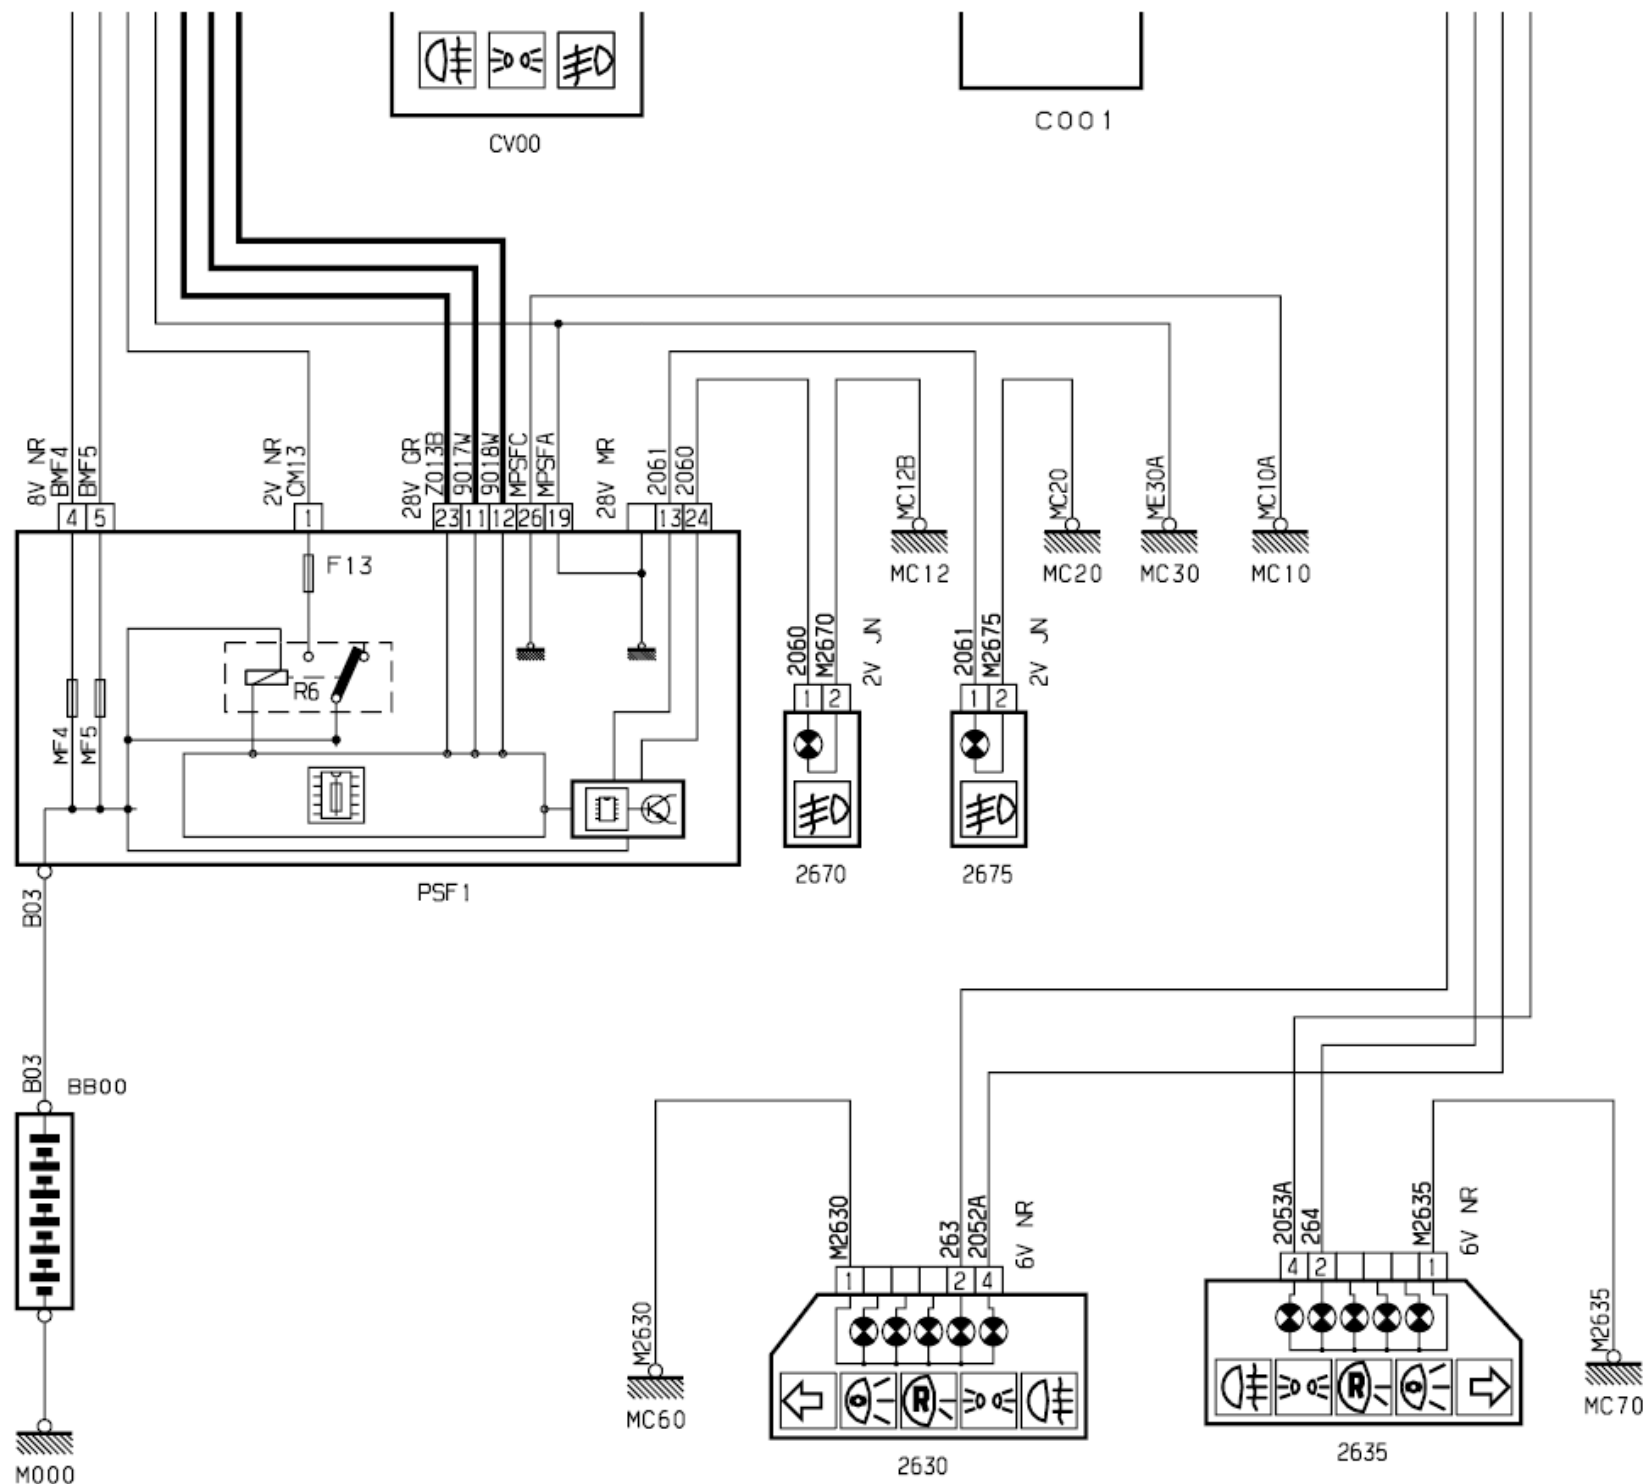 CV00
C001
8V NR
BMF4
BMF5
2V NR
CM13
28V GR
Z013B
9017W
9018W
MPSFC
MPSFA
28V MR
2061
2060
4 5
1
23 11 12 26 19
13 24
MC12B
MC20
ME30A
MC10A
MC12
MC20
MC30
MC10
F13
R6
MF4
MF5
2060
M2670
2V JN
1 2
2670
2061
M2675
2V JN
1 2
2675
PSF1
B03
B03
BB00
M000
M2630
263
2052A
6V NR
1 2 4
M2630
MC60
R
2630
2053A
264
M2635
6V NR
4 2 1
M2635
MC70
R
2635